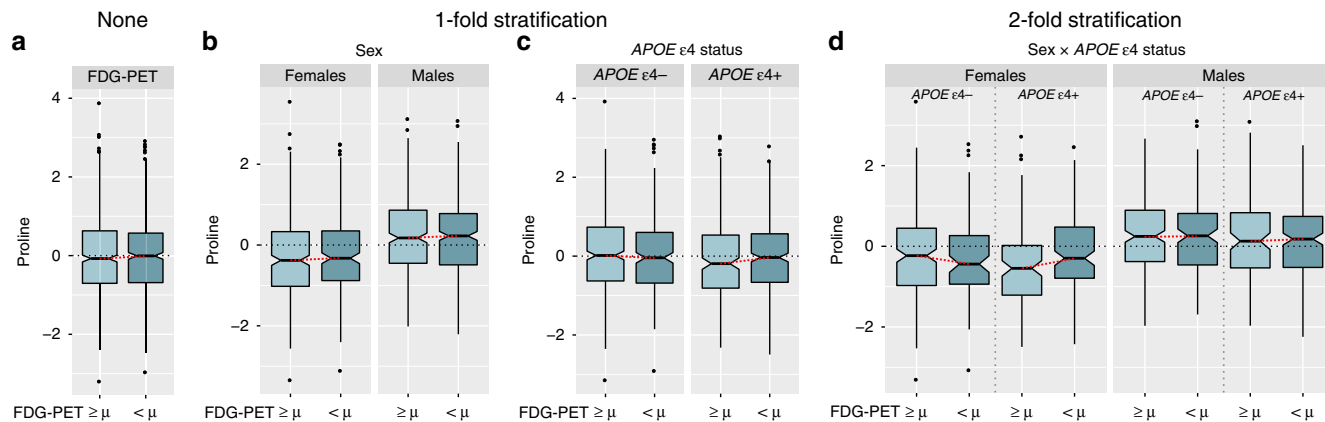 None
1-fold stratification
2-fold stratification
a
b
c
d
Sex
APOE ε4 status
Sex × APOE ε4 status
FDG-PET
Females
Males
APOE ε4−
APOE ε4+
Females
Males
APOE ε4−
APOE ε4+
APOE ε4−
APOE ε4+
Proline
4
2
0
−2
Proline
2
0
−2
Proline
4
2
0
−2
Proline
2
0
−2
FDG-PET ≥ μ < μ
FDG-PET ≥ μ < μ ≥ μ < μ
FDG-PET ≥ μ < μ ≥ μ < μ
FDG-PET ≥ μ < μ ≥ μ < μ ≥ μ < μ ≥ μ < μ